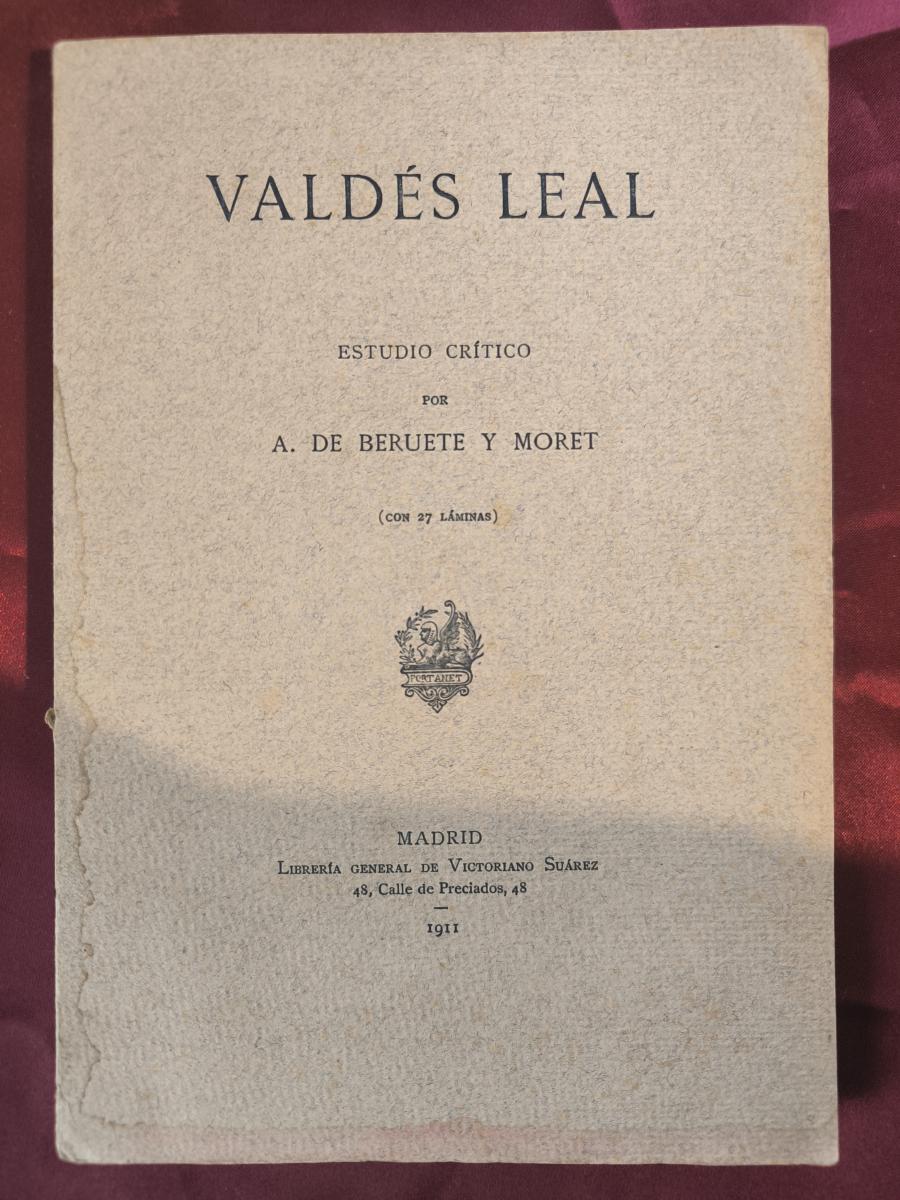 VALDÉS LEAL
ESTUDIO CRÍTICO
POR
A. DE BERUETE Y MORET
(CON 27 LÁMINAS)
FORTANET
MADRID
LIBRERÍA GENERAL DE VICTORIANO SUÁREZ
48, Calle de Preciados, 48
1911